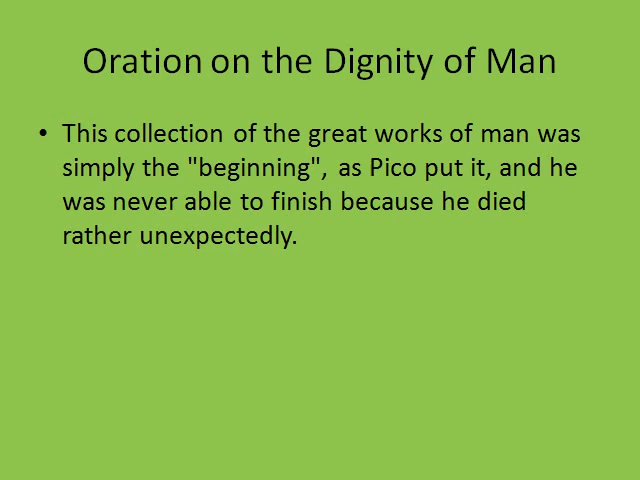 Oration on the Dignity of Man
• This collection of the great works of man was
simply the "beginning", as Pico put it, and he
was never able to finish because he died
rather unexpectedly.